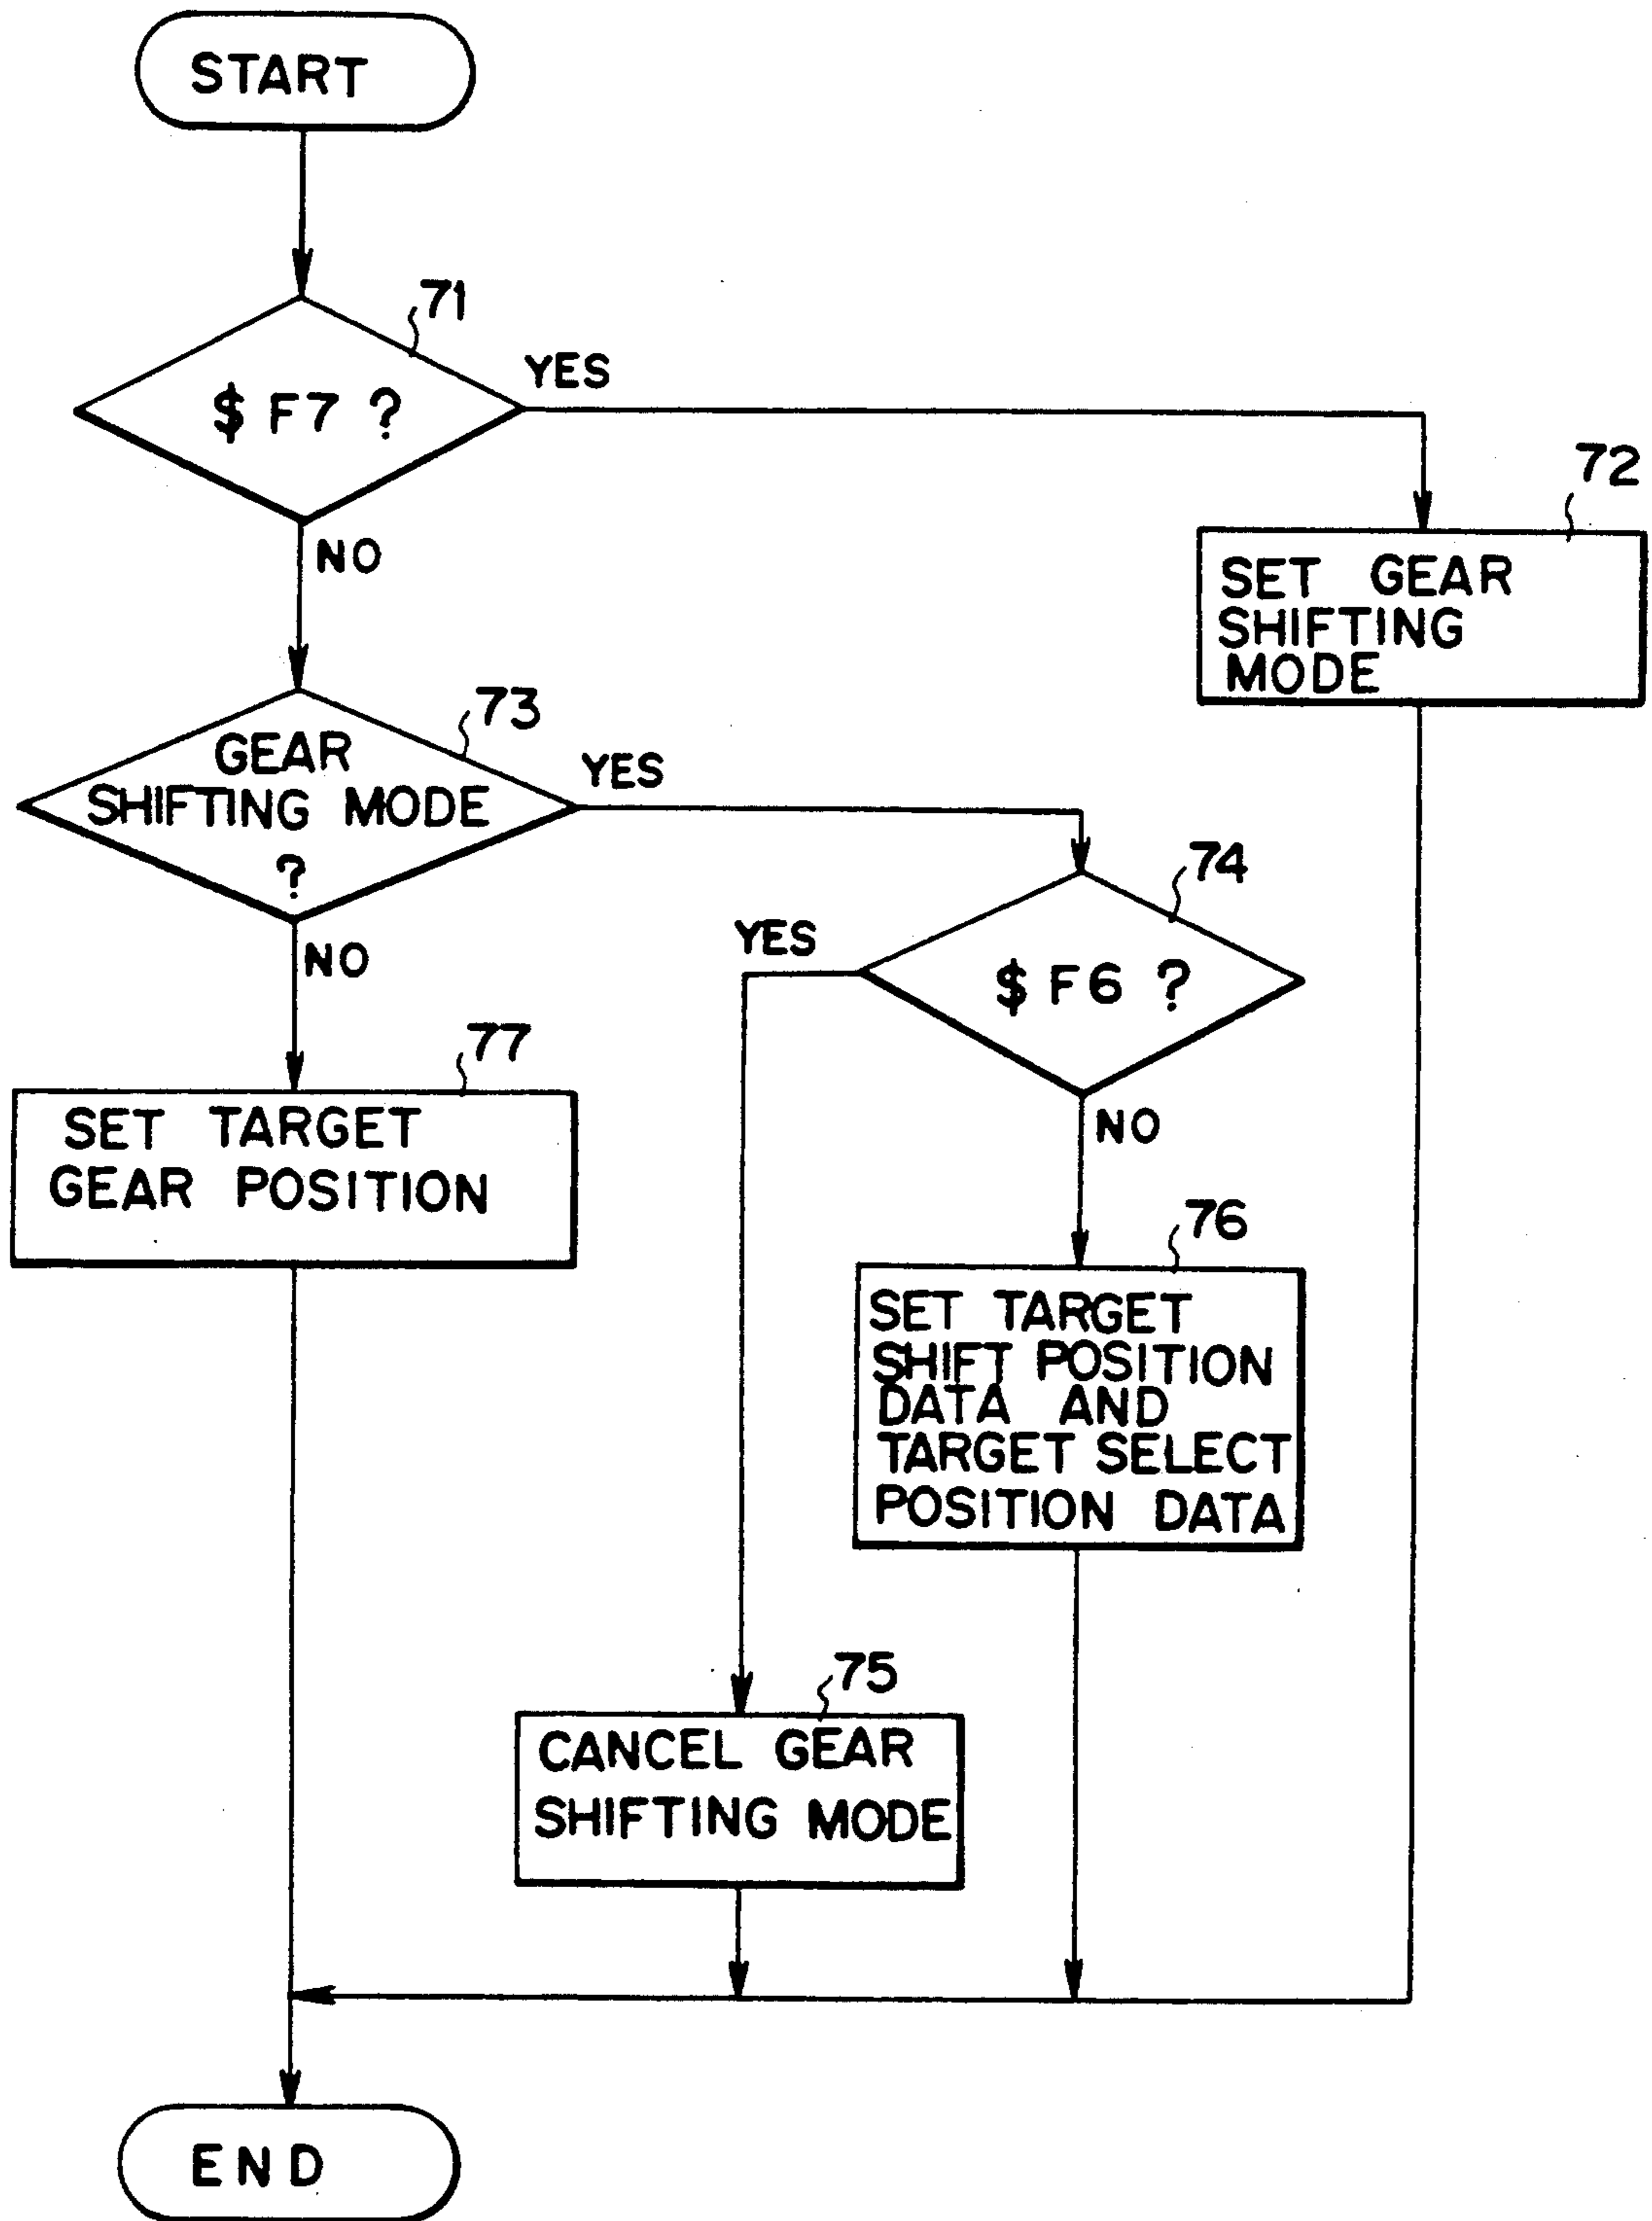 START
71
$ F7 ?
YES
NO
72
SET GEAR
SHIFTING
MODE
73
GEAR
SHIFTING MODE
?
YES
NO
74
$ F6 ?
YES
NO
77
SET TARGET
GEAR POSITION
76
SET TARGET
SHIFT POSITION
DATA AND
TARGET SELECT
POSITION DATA
75
CANCEL GEAR
SHIFTING MODE
END